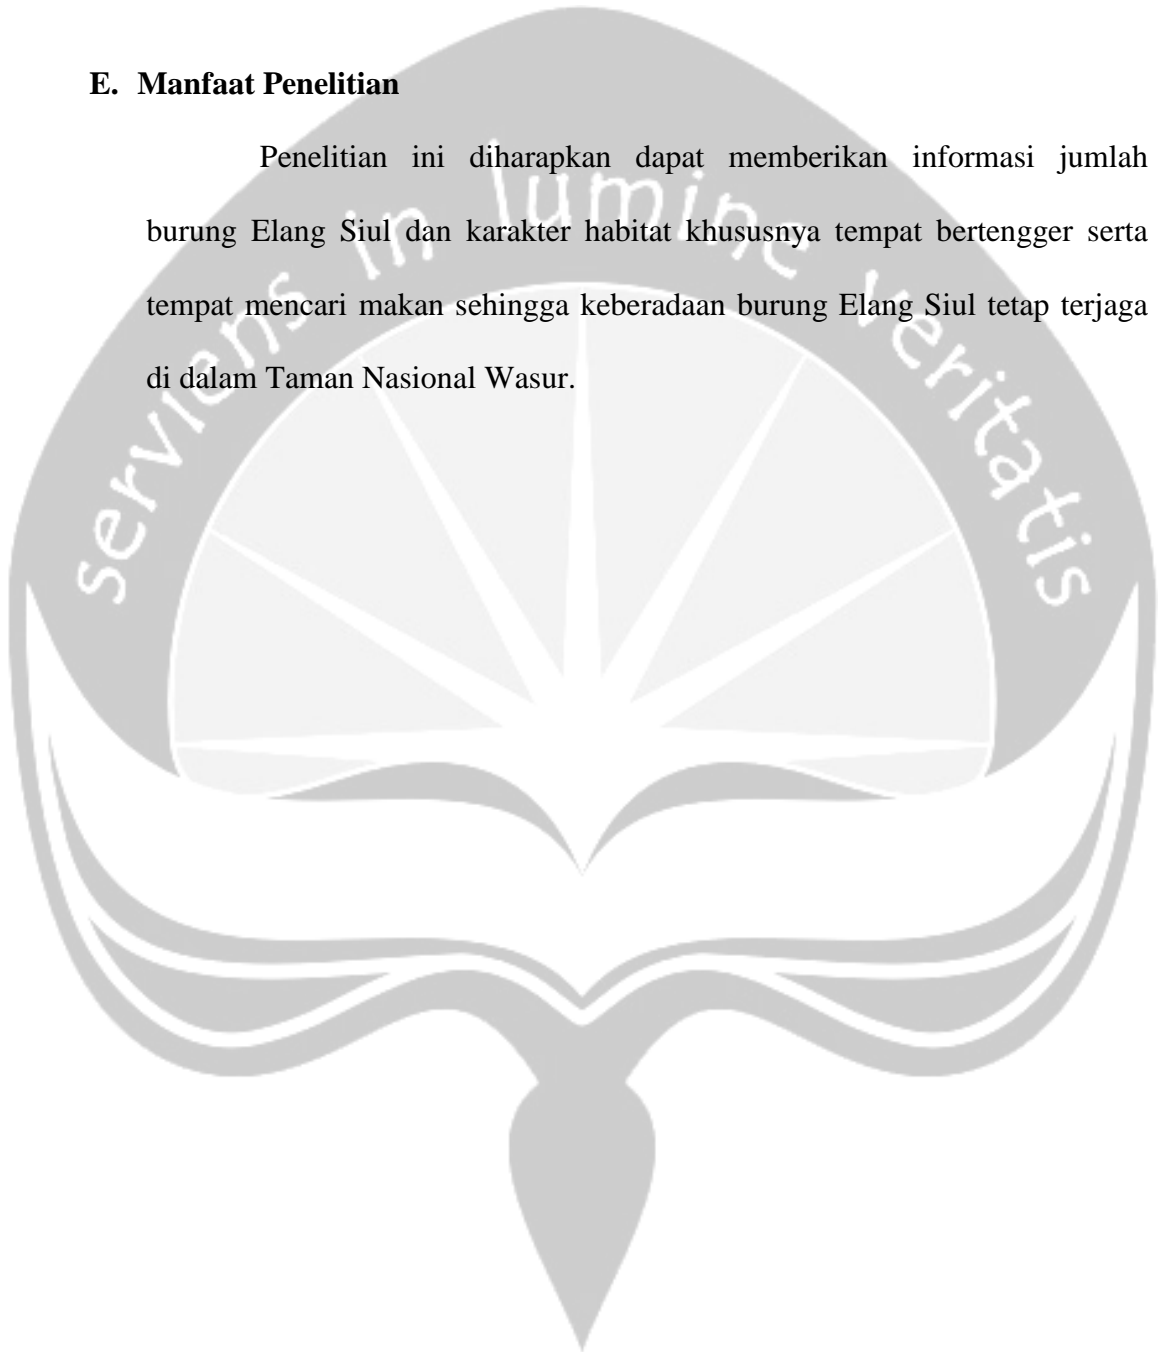 E. Manfaat Penelitian
Penelitian ini diharapkan dapat memberikan informasi jumlah
burung Elang Siul dan karakter habitat khususnya tempat bertengger serta
tempat mencari makan sehingga keberadaan burung Elang Siul tetap terjaga
di dalam Taman Nasional Wasur.
serviens in lumine veritatis